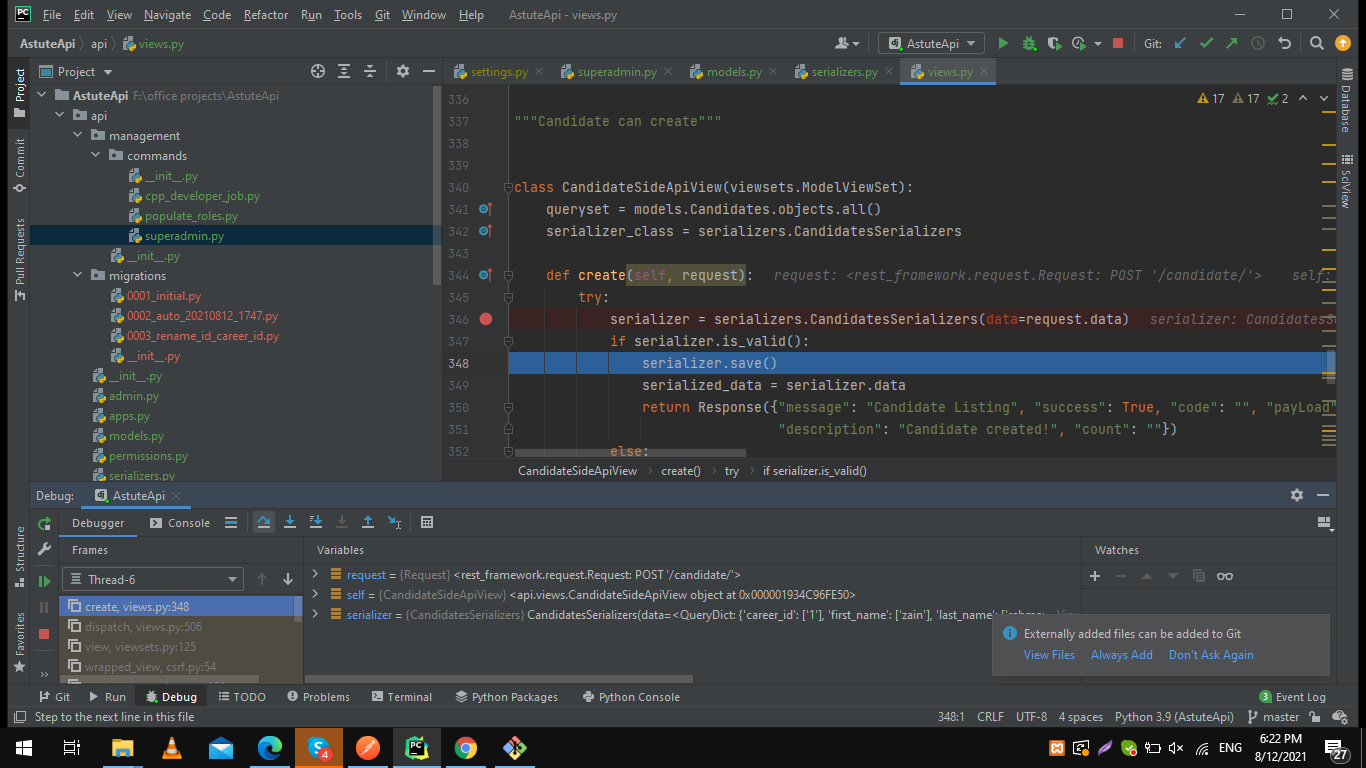 PC File Edit View Navigate Code Refactor Run Tools Git Window Help AstuteApi - views.py
AstuteApi api views.py AstuteApi Git:
Project
settings.py superadmin.py models.py serializers.py views.py
AstuteApi F:\office projects\AstuteApi
api
management
commands
__init__.py
cpp_developer_job.py
populate_roles.py
superadmin.py
__init__.py
migrations
0001_initial.py
0002_auto_20210812_1747.py
0003_rename_id_career_id.py
__init__.py
__init__.py
admin.py
apps.py
models.py
permissions.py
serializers.py
Project
Commit
Pull Requests
Structure
Favorites
Database
SciView
17 17 2
336
337 """Candidate can create"""
338
339
340 class CandidateSideApiView(viewsets.ModelViewSet):
341 queryset = models.Candidates.objects.all()
342 serializer_class = serializers.CandidatesSerializers
343
344 def create(self, request): request: <rest_framework.request.Request: POST '/candidate/'> self:
345 try:
346 serializer = serializers.CandidatesSerializers(data=request.data) serializer: CandidatesS
347 if serializer.is_valid():
348 serializer.save()
349 serialized_data = serializer.data
350 return Response({"message": "Candidate Listing", "success": True, "code": "", "payLoad"
351 "description": "Candidate created!", "count": ""})
352 else:
CandidateSideApiView create() try if serializer.is_valid()
Debug: AstuteApi
Debugger Console
Frames Variables Watches
Thread-6
create, views.py:348
dispatch, views.py:506
view, viewsets.py:125
wrapped_view, csrf.py:54
request = {Request} <rest_framework.request.Request: POST '/candidate/'>
self = {CandidateSideApiView} <api.views.CandidateSideApiView object at 0x000001934C96FE50>
serializer = {CandidatesSerializers} CandidatesSerializers(data=<QueryDict: {'career_id': ['1'], 'first_name': ['zain'], 'last_name':
Externally added files can be added to Git
View Files Always Add Don't Ask Again
Git Run Debug TODO Problems Terminal Python Packages Python Console 3 Event Log
Step to the next line in this file 348:1 CRLF UTF-8 4 spaces Python 3.9 (AstuteApi) master
4 PC ENG 6:22 PM
8/12/2021 27